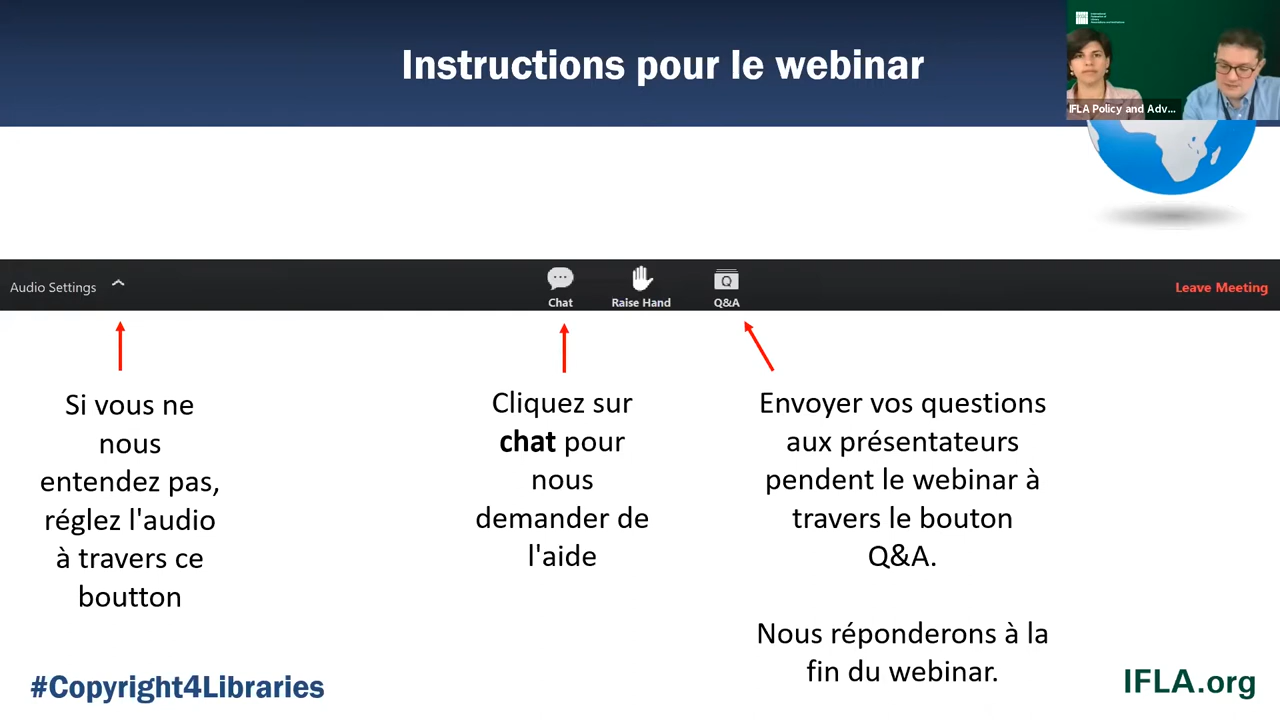 Instructions pour le webinar
IFLA Policy and Adv...
Audio Settings
Chat
Raise Hand
Q&A
Leave Meeting
Si vous ne
nous
entendez pas,
réglez l'audio
à travers ce
boutton
Cliquez sur
chat pour
nous
demander de
l'aide
Envoyer vos questions
aux présentateurs
pendent le webinar à
travers le bouton
Q&A.
Nous réponderons à la
fin du webinar.
#Copyright4Libraries
IFLA.org